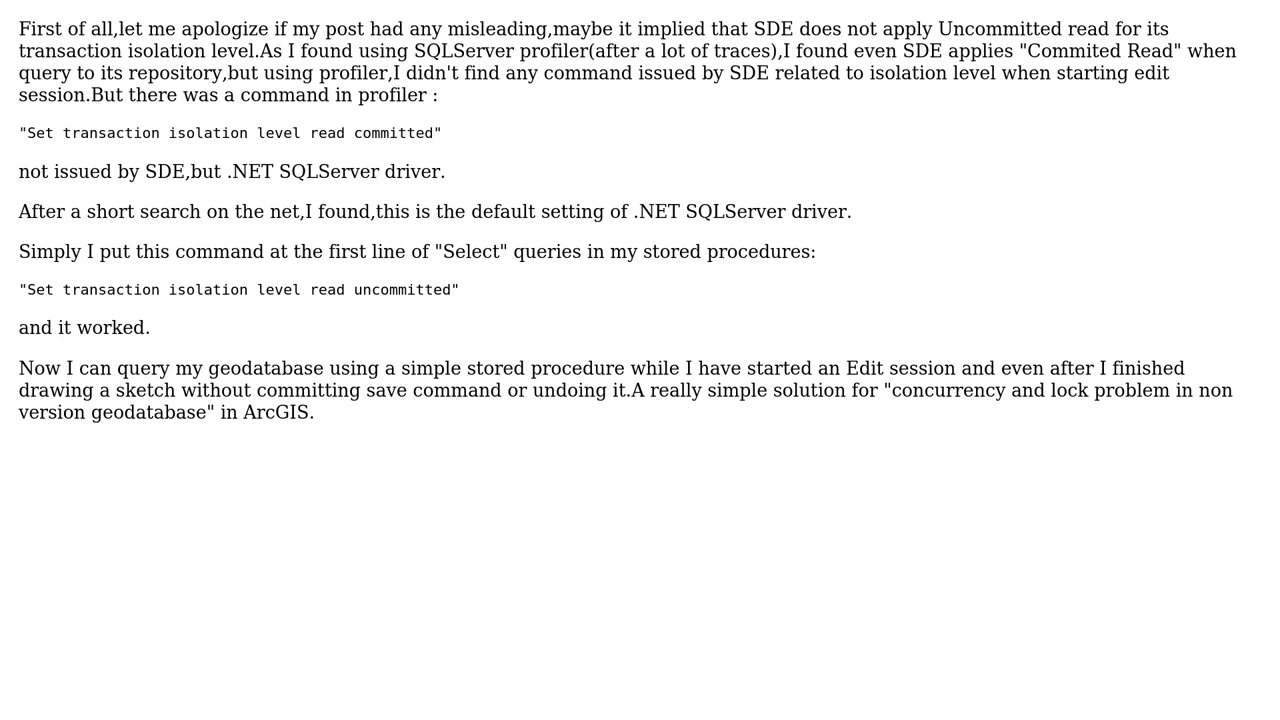 First of all,let me apologize if my post had any misleading,maybe it implied that SDE does not apply Uncommitted read for its
transaction isolation level.As I found using SQLServer profiler(after a lot of traces),I found even SDE applies "Commited Read" when
query to its repository,but using profiler,I didn't find any command issued by SDE related to isolation level when starting edit
session.But there was a command in profiler :
"Set transaction isolation level read committed"
not issued by SDE,but .NET SQLServer driver.
After a short search on the net,I found,this is the default setting of .NET SQLServer driver.
Simply I put this command at the first line of "Select" queries in my stored procedures:
"Set transaction isolation level read uncommitted"
and it worked.
Now I can query my geodatabase using a simple stored procedure while I have started an Edit session and even after I finished
drawing a sketch without committing save command or undoing it.A really simple solution for "concurrency and lock problem in non
version geodatabase" in ArcGIS.